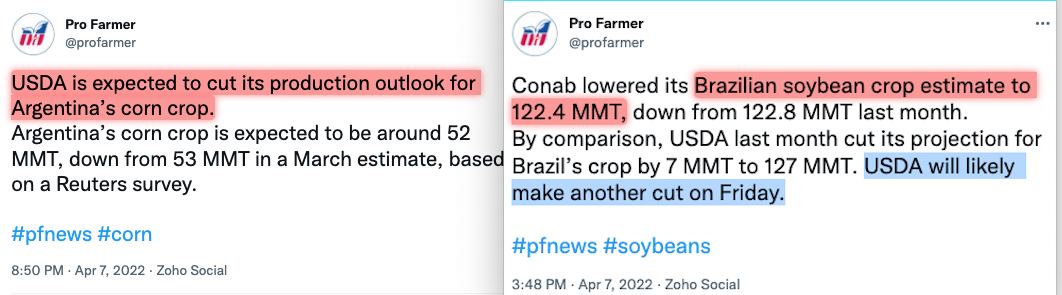 Pro Farmer
@profarmer
USDA is expected to cut its production outlook for
Argentina's corn crop.
Argentina's corn crop is expected to be around 52
MMT, down from 53 MMT in a March estimate, based
on a Reuters survey.
#pfnews #corn
8:50 PM · Apr 7, 2022 · Zoho Social
Pro Farmer
@profarmer
Conab lowered its Brazilian soybean crop estimate to
122.4 MMT, down from 122.8 MMT last month.
By comparison, USDA last month cut its projection for
Brazil's crop by 7 MMT to 127 MMT. USDA will likely
make another cut on Friday.
#pfnews #soybeans
3:48 PM · Apr 7, 2022 · Zoho Social